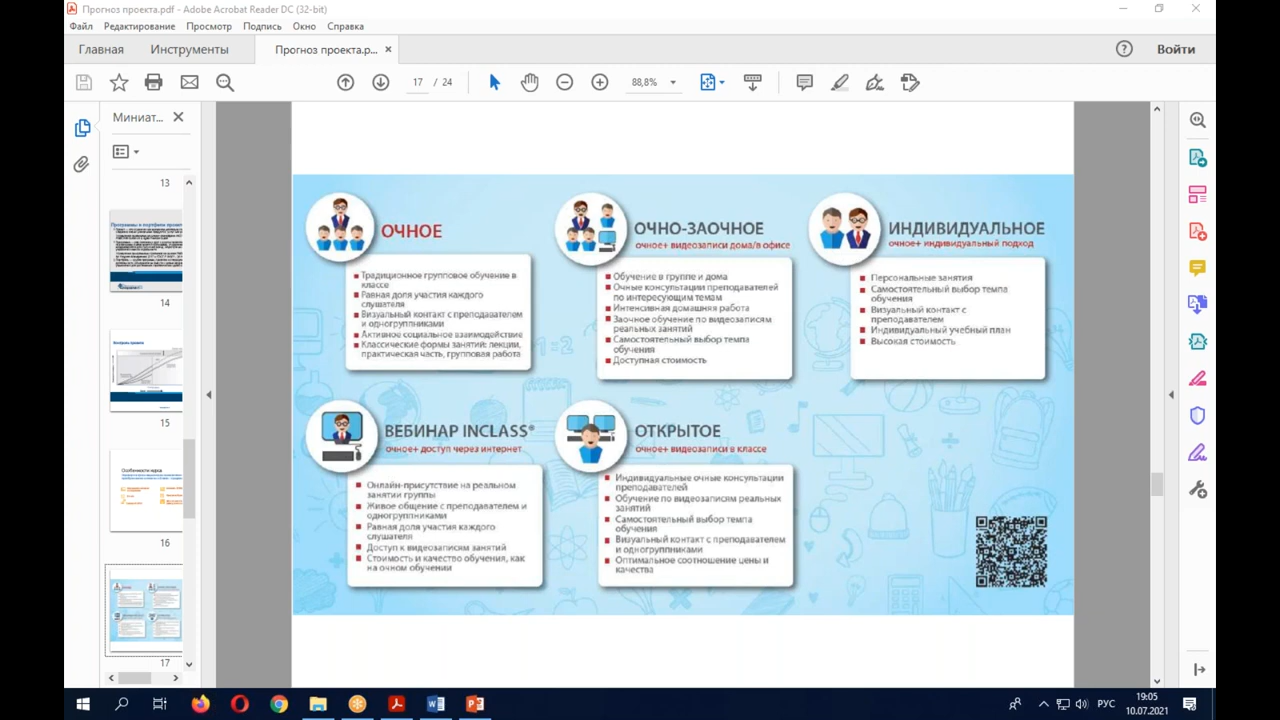 Прогноз проекта.pdf - Adobe Acrobat Reader DC (32-bit)
Файл Редактирование Просмотр Подпись Окно Справка
Главная Инструменты Прогноз проекта.p... × Войти
17 / 24 88,8%
Миниат...
13
14
15
16
17
ОЧНОЕ
Традиционное групповое обучение в
классе
Равная доля участия каждого
слушателя
Визуальный контакт с преподавателем
и одногруппниками
Активное социальное взаимодействие
Классические формы занятий: лекции,
практическая часть, групповая работа
ОЧНО-ЗАОЧНОЕ
очное+ видеозаписи дома/в офисе
Обучение в группе и дома
Очные консультации преподавателей
по интересующим темам
Интенсивная домашняя работа
Заочное обучение по видеозаписям
реальных занятий
Самостоятельный выбор темпа
обучения
Доступная стоимость
ИНДИВИДУАЛЬНОЕ
очное+ индивидуальный подход
Персональные занятия
Самостоятельный выбор темпа
обучения
Визуальный контакт с
преподавателем
Индивидуальный учебный план
Высокая стоимость
ВЕБИНАР INCLASS®
очное+ доступ через интернет
Онлайн-присутствие на реальном
занятии группы
Живое общение с преподавателем и
одногруппниками
Равная доля участия каждого
слушателя
Доступ к видеозаписям занятий
Стоимость и качество обучения, как
на очном обучении
ОТКРЫТОЕ
очное+ видеозаписи в классе
Индивидуальные очные консультации
преподавателей
Обучение по видеозаписям реальных
занятий
Самостоятельный выбор темпа
обучения
Визуальный контакт с преподавателем
и одногруппниками
Оптимальное соотношение цены и
качества
РУС
19:05
10.07.2021